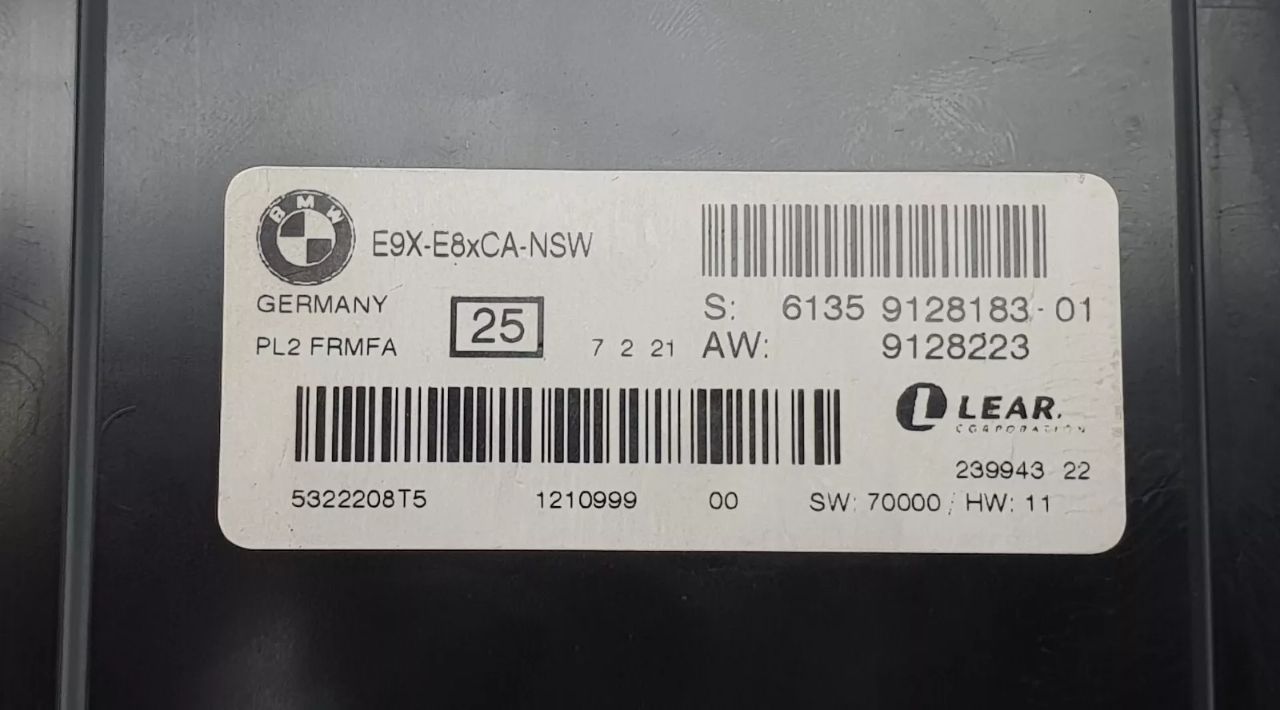 BMW
E9X-E8xCA-NSW
GERMANY
PL2 FRMFA
25
7 2 21
S: 6135 9128183-01
AW: 9128223
LEAR.
CORPORATION
239943 22
5322208T5 1210999 00 SW: 70000; HW: 11